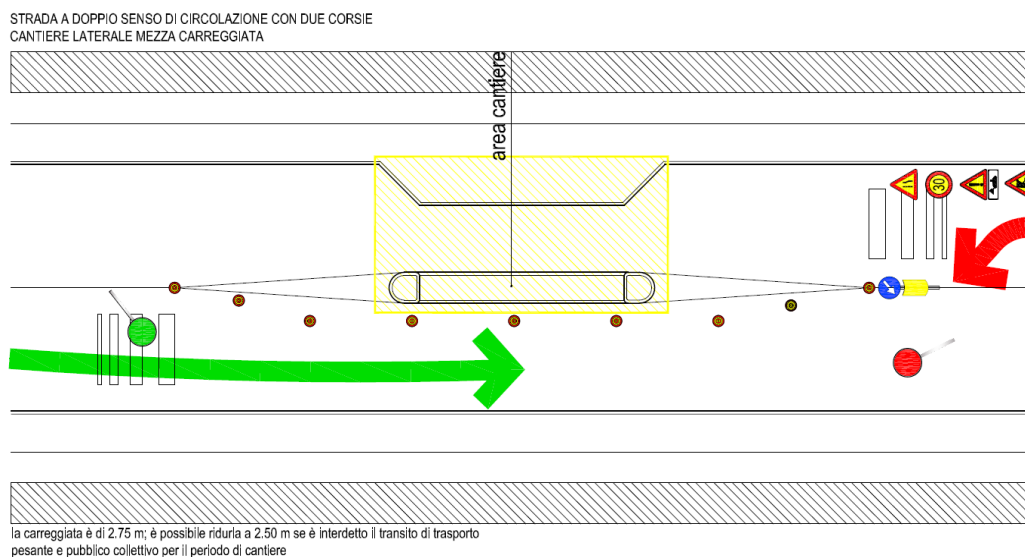 STRADA A DOPPIO SENSO DI CIRCOLAZIONE CON DUE CORSIE
CANTIERE LATERALE MEZZA CARREGGIATA
area cantiere
30
la carreggiata è di 2.75 m; è possibile ridurla a 2.50 m se è interdetto il transito di trasporto
pesante e pubblico collettivo per il periodo di cantiere